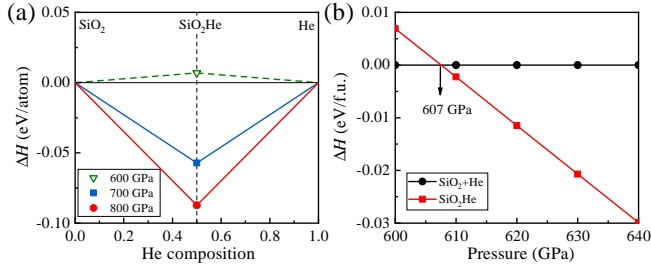 (a)
SiO₂
SiO₂He
He
0.05
0.00
-0.05
-0.10
ΔH (eV/atom)
600 GPa
700 GPa
800 GPa
0.0 0.2 0.4 0.6 0.8 1.0
He composition
(b)
0.01
0.00
-0.01
-0.02
-0.03
ΔH (eV/f.u.)
607 GPa
SiO₂+He
SiO₂He
600 610 620 630 640
Pressure (GPa)